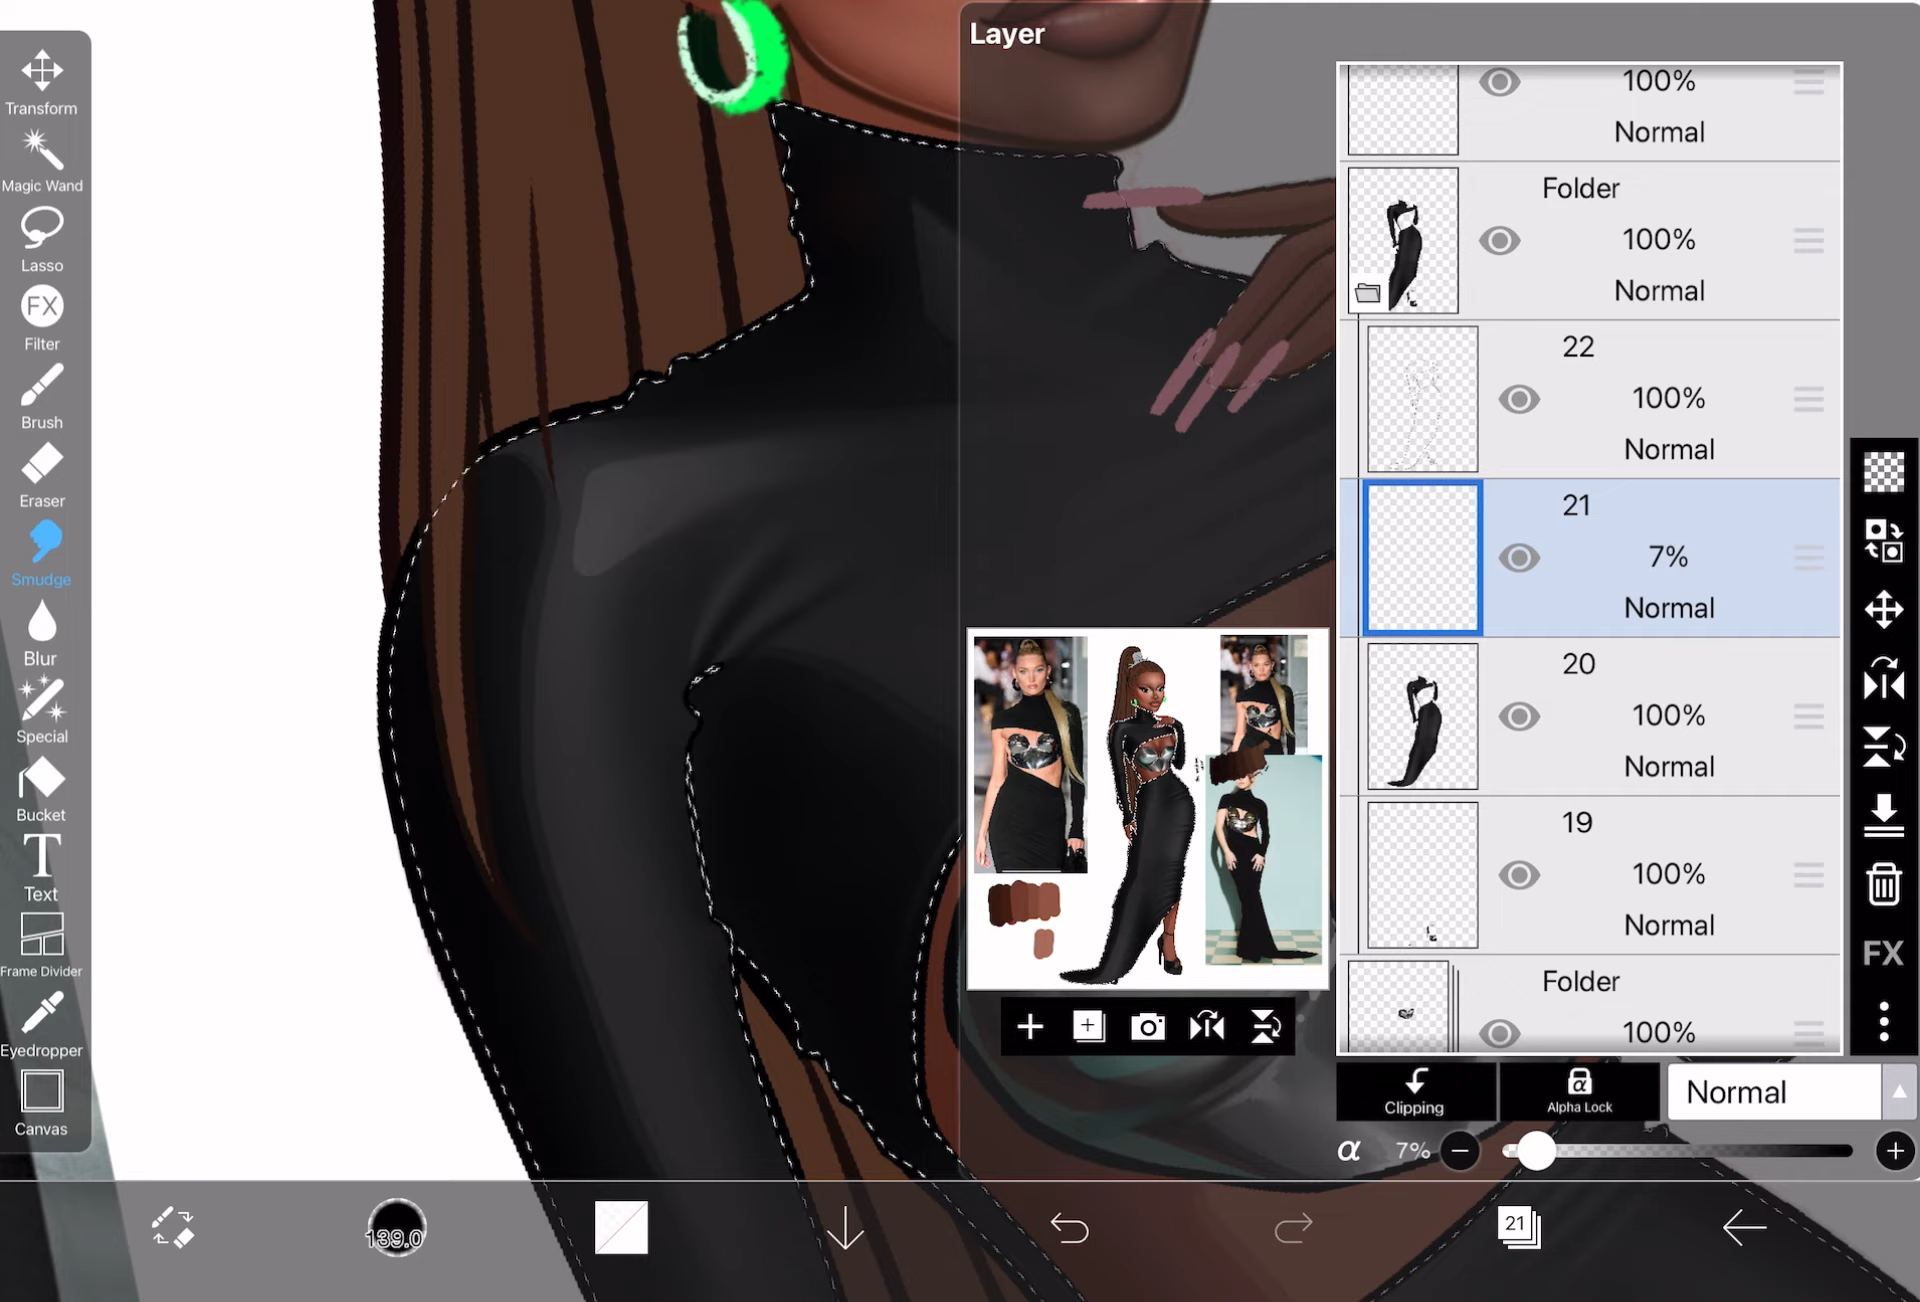 Layer
Transform
Magic Wand
Lasso
FX
Filter
Brush
Eraser
Smudge
Blur
Special
Bucket
T
Text
Frame Divider
Eyedropper
Canvas
100%
Normal
Folder
100%
Normal
22
100%
Normal
21
7%
Normal
20
100%
Normal
19
100%
Normal
Folder
100%
FX
Clipping
α
Alpha Lock
Normal
α 7%
139.0
21